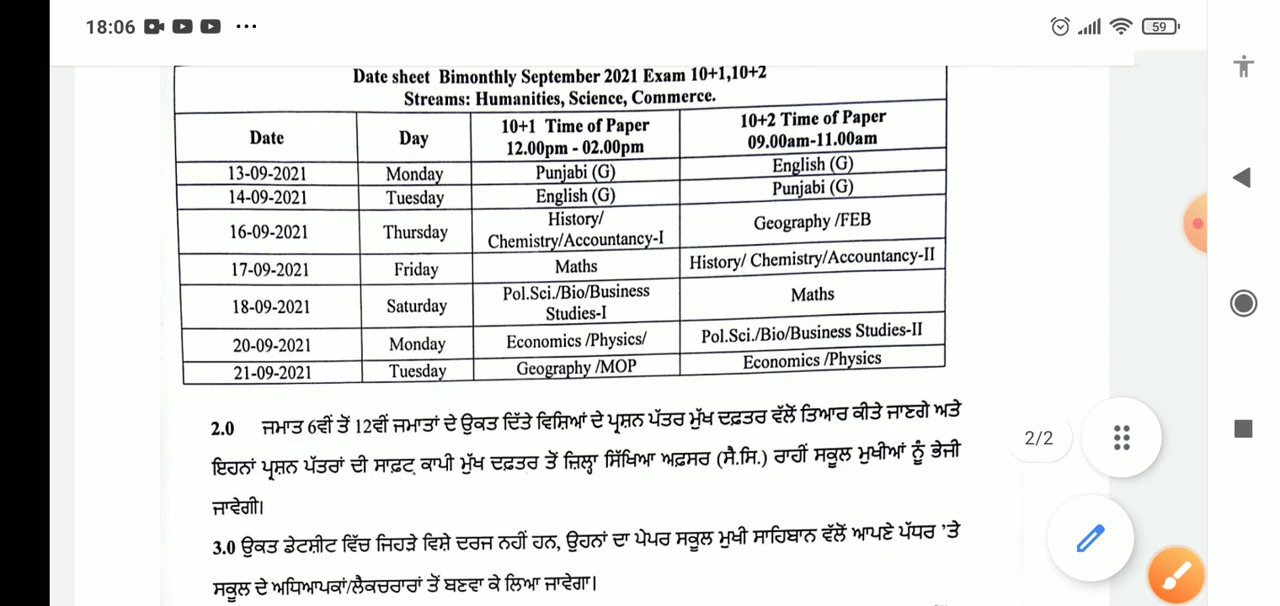 18:06
59
Date sheet Bimonthly September 2021 Exam 10+1,10+2
Streams: Humanities, Science, Commerce.
Date Day 10+1 Time of Paper 12.00pm - 02.00pm 10+2 Time of Paper 09.00am-11.00am
13-09-2021 Monday Punjabi (G) English (G)
14-09-2021 Tuesday English (G) Punjabi (G)
16-09-2021 Thursday History/ Chemistry/Accountancy-I Geography /FEB
17-09-2021 Friday Maths History/ Chemistry/Accountancy-II
18-09-2021 Saturday Pol.Sci./Bio/Business Studies-I Maths
20-09-2021 Monday Economics /Physics/ Pol.Sci./Bio/Business Studies-II
21-09-2021 Tuesday Geography /MOP Economics /Physics
2.0 ਜਮਾਤ 6ਵੀਂ ਤੋਂ 12ਵੀਂ ਜਮਾਤਾਂ ਦੇ ਉਕਤ ਦਿੱਤੇ ਵਿਸ਼ਿਆਂ ਦੇ ਪ੍ਰਸ਼ਨ ਪੱਤਰ ਮੁੱਖ ਦਫ਼ਤਰ ਵੱਲੋਂ ਤਿਆਰ ਕੀਤੇ ਜਾਣਗੇ ਅਤੇ
ਇਹਨਾਂ ਪ੍ਰਸ਼ਨ ਪੱਤਰਾਂ ਦੀ ਸਾਫ਼ਟ ਕਾਪੀ ਮੁੱਖ ਦਫ਼ਤਰ ਤੋਂ ਜ਼ਿਲ੍ਹਾ ਸਿੱਖਿਆ ਅਫ਼ਸਰ (ਸੈ.ਸਿ.) ਰਾਹੀਂ ਸਕੂਲ ਮੁਖੀਆਂ ਨੂੰ ਭੇਜੀ
ਜਾਵੇਗੀ।
3.0 ਉਕਤ ਡੇਟਸ਼ੀਟ ਵਿੱਚ ਜਿਹੜੇ ਵਿਸ਼ੇ ਦਰਜ ਨਹੀਂ ਹਨ, ਉਹਨਾਂ ਦਾ ਪੇਪਰ ਸਕੂਲ ਮੁਖੀ ਸਾਹਿਬਾਨ ਵੱਲੋਂ ਆਪਣੇ ਪੱਧਰ 'ਤੇ
ਸਕੂਲ ਦੇ ਅਧਿਆਪਕਾਂ/ਲੈਕਚਰਾਰਾਂ ਤੋਂ ਬਣਵਾ ਕੇ ਲਿਆ ਜਾਵੇਗਾ।
2/2